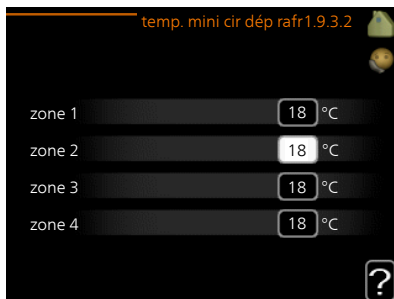 temp. mini cir dép rafr1.9.3.2
zone 1 18 °C
zone 2 18 °C
zone 3 18 °C
zone 4 18 °C
?